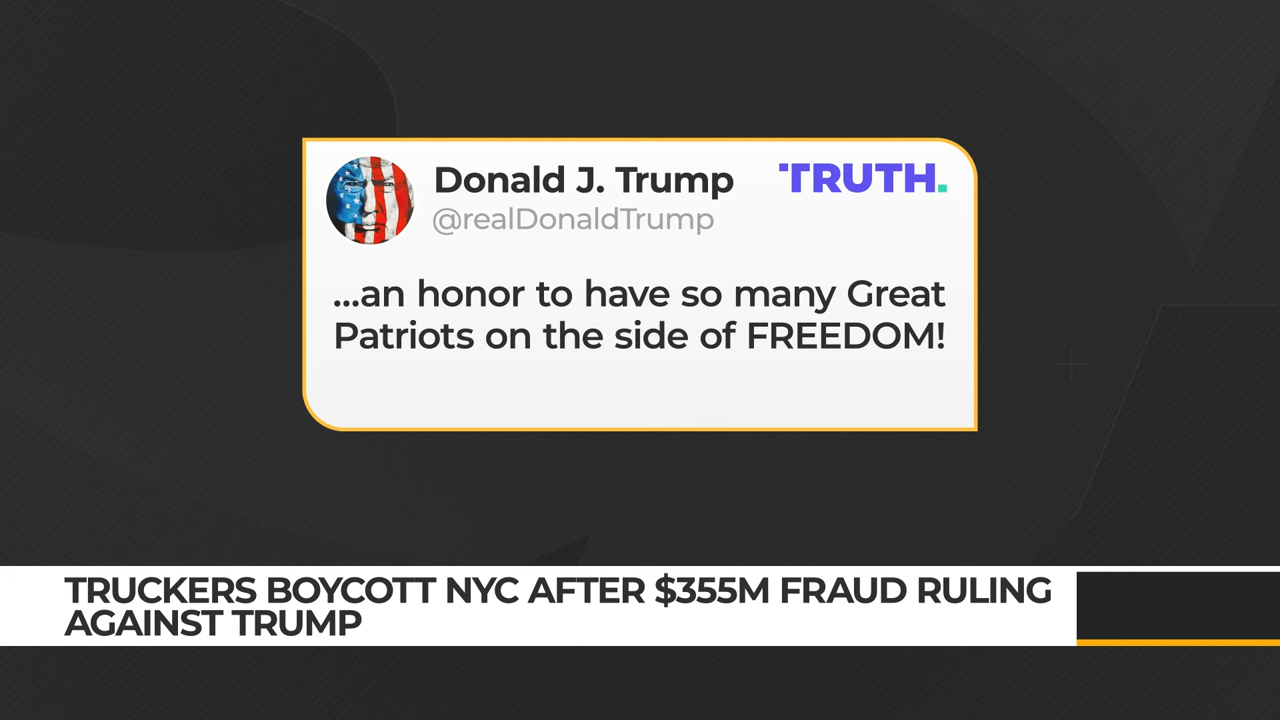 Donald J. Trump
TRUTH.
@realDonaldTrump
...an honor to have so many Great
Patriots on the side of FREEDOM!
TRUCKERS BOYCOTT NYC AFTER $355M FRAUD RULING
AGAINST TRUMP